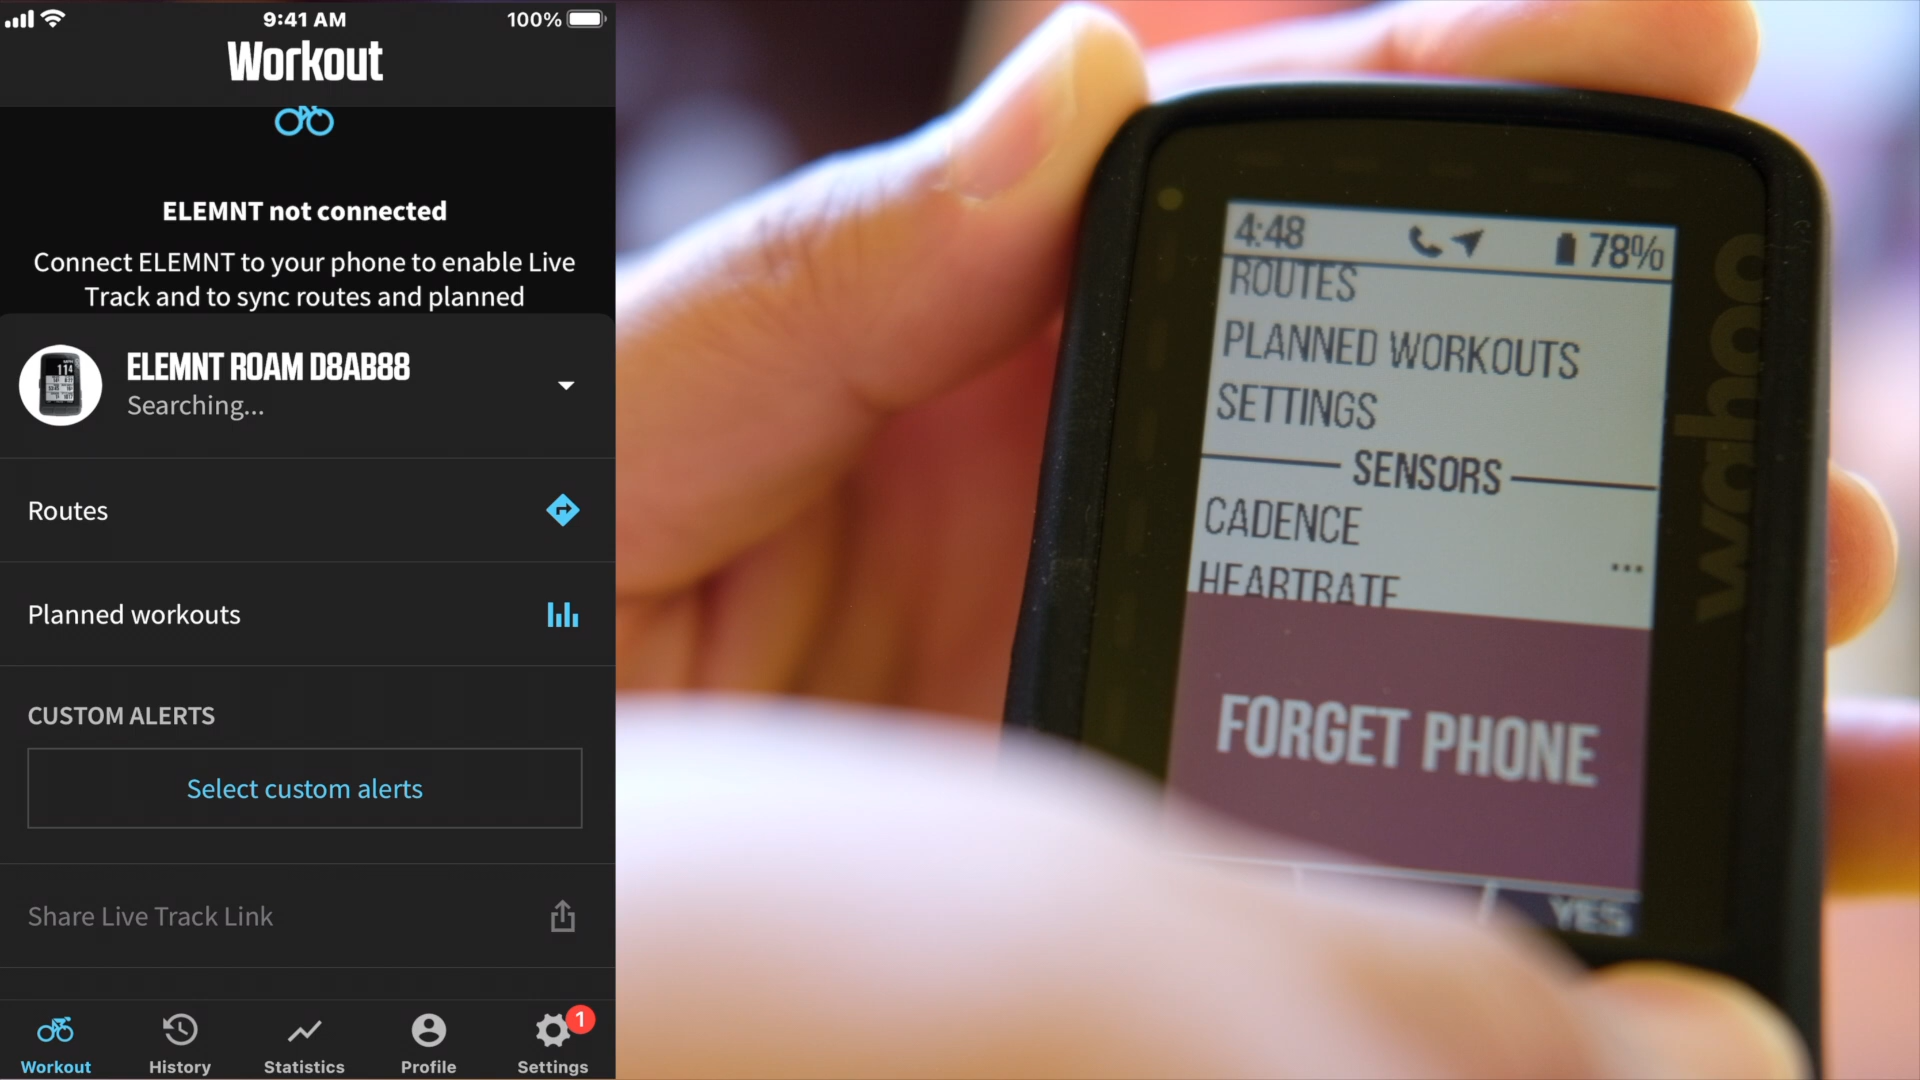 9:41 AM
100%
Workout
ELEMNT not connected
Connect ELEMNT to your phone to enable Live
Track and to sync routes and planned
ELEMNT ROAM D8AB88
Searching...
Routes
Planned workouts
CUSTOM ALERTS
Select custom alerts
Share Live Track Link
Workout
History
Statistics
Profile
Settings
1
4:48
78%
ROUTES
PLANNED WORKOUTS
SETTINGS
SENSORS
CADENCE
HEARTRATE
...
FORGET PHONE
YES
wahoo
114